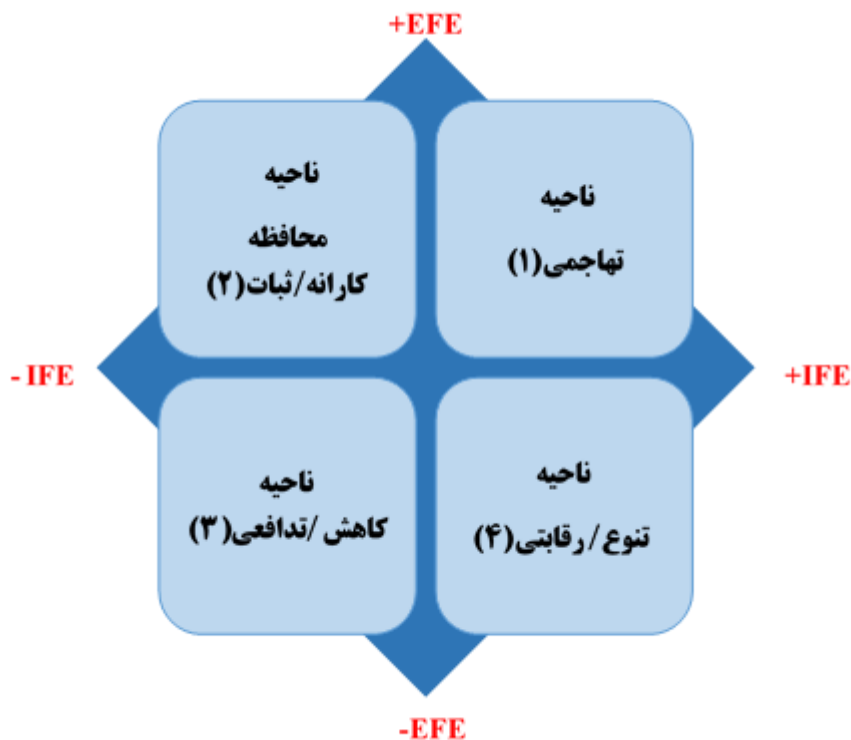 +EFE
ناحیه
محافظه
کارانه/ثبات(۲)
ناحیه
تهاجمی(۱)
- IFE
+IFE
ناحیه
کاهش /تدافعی(۳)
ناحیه
تنوع/رقابتی(۴)
-EFE